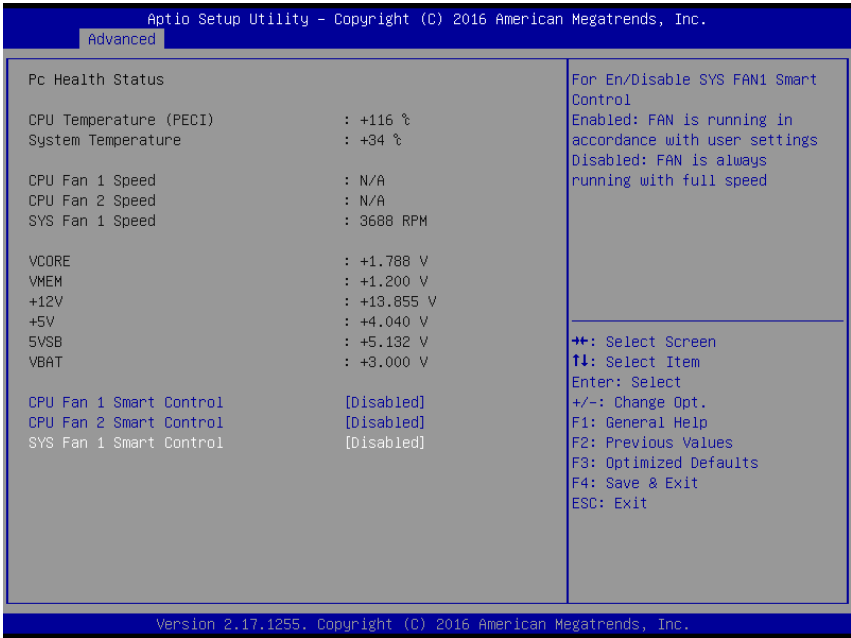 Aptio Setup Utility – Copyright (C) 2016 American Megatrends, Inc.
Advanced
Pc Health Status
CPU Temperature (PECI) : +116 ℃
System Temperature : +34 ℃
CPU Fan 1 Speed : N/A
CPU Fan 2 Speed : N/A
SYS Fan 1 Speed : 3688 RPM
VCORE : +1.788 V
VMEM : +1.200 V
+12V : +13.855 V
+5V : +4.040 V
5VSB : +5.132 V
VBAT : +3.000 V
CPU Fan 1 Smart Control [Disabled]
CPU Fan 2 Smart Control [Disabled]
SYS Fan 1 Smart Control [Disabled]
For En/Disable SYS FAN1 Smart
Control
Enabled: FAN is running in
accordance with user settings
Disabled: FAN is always
running with full speed
→←: Select Screen
↑↓: Select Item
Enter: Select
+/-: Change Opt.
F1: General Help
F2: Previous Values
F3: Optimized Defaults
F4: Save & Exit
ESC: Exit
Version 2.17.1255. Copyright (C) 2016 American Megatrends, Inc.